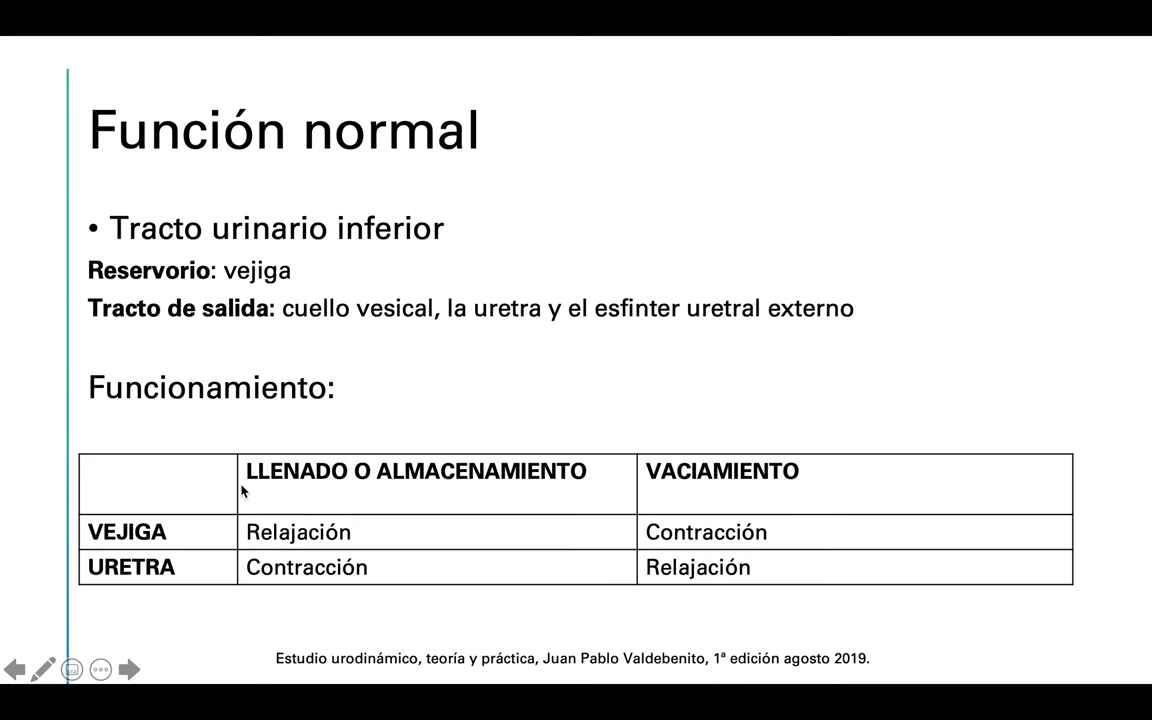 Función normal
• Tracto urinario inferior
Reservorio: vejiga
Tracto de salida: cuello vesical, la uretra y el esfinter uretral externo
Funcionamiento:
LLENADO O ALMACENAMIENTO VACIAMIENTO
VEJIGA Relajación Contracción
URETRA Contracción Relajación
Estudio urodinámico, teoría y práctica, Juan Pablo Valdebenito, 1ª edición agosto 2019.